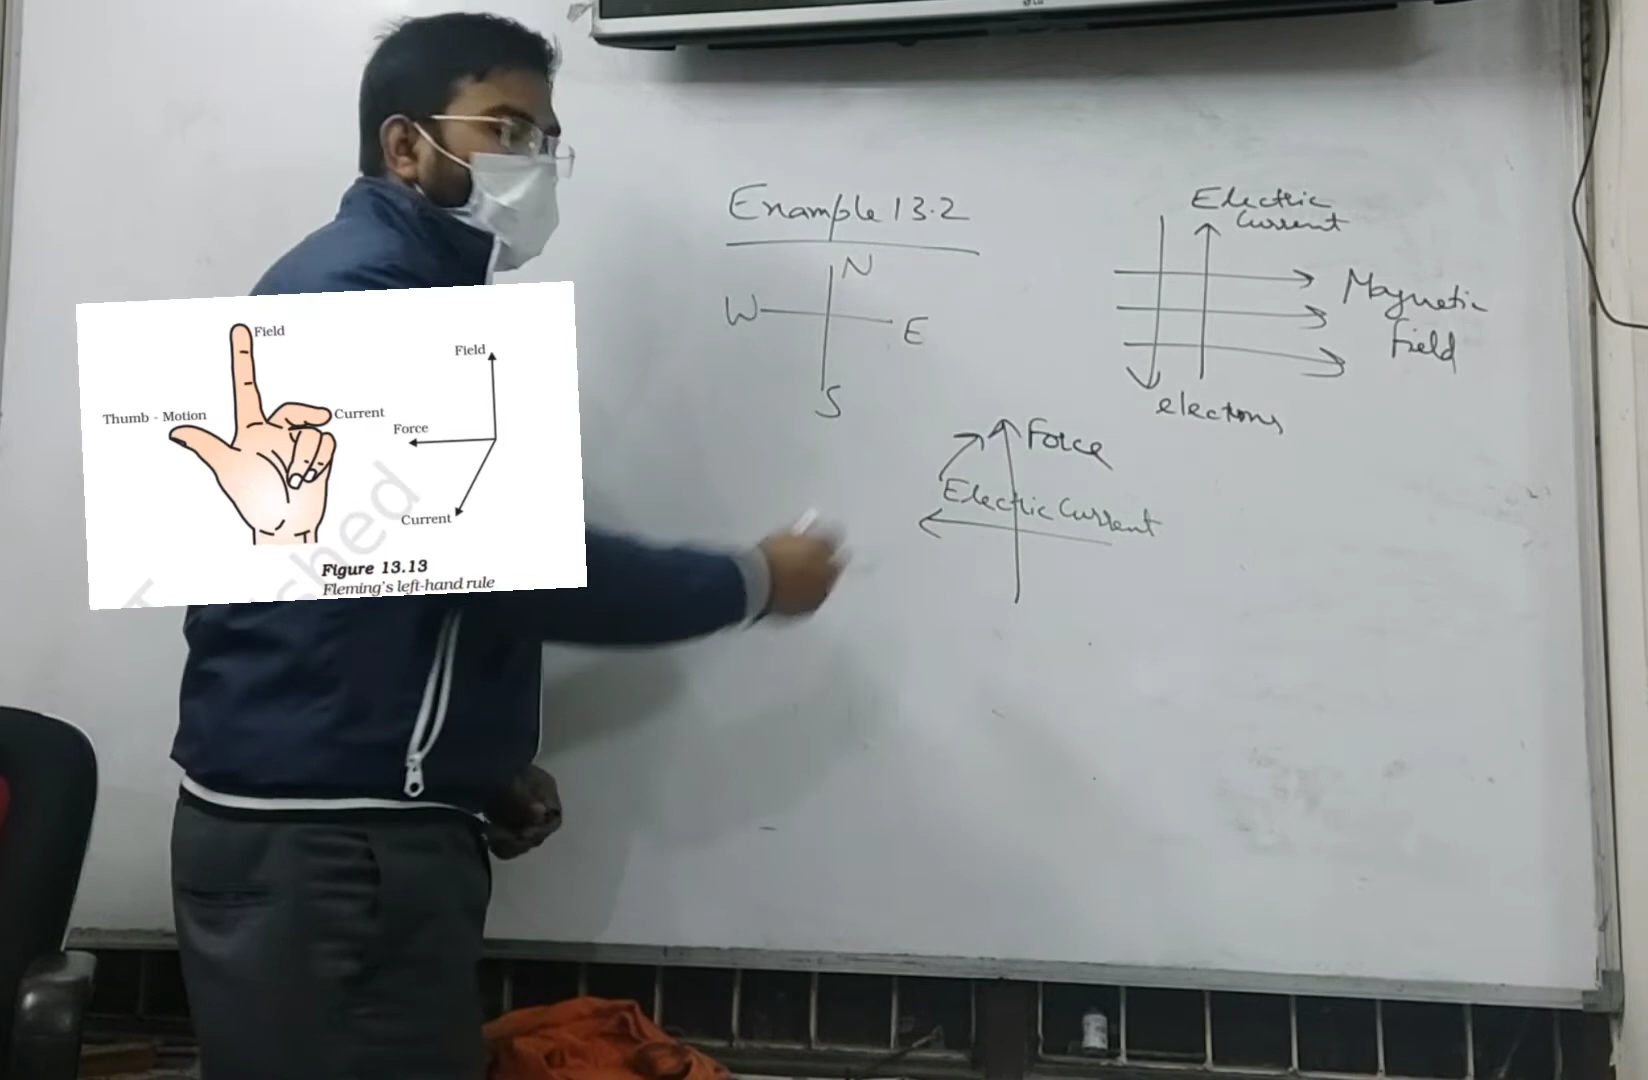 Example 13.2
N
W
E
S
Electric
Current
Magnetic
Field
electrons
Force
Electric Current
Field
Thumb - Motion
Current
Field
Force
Current
Figure 13.13
Fleming's left-hand rule
shed